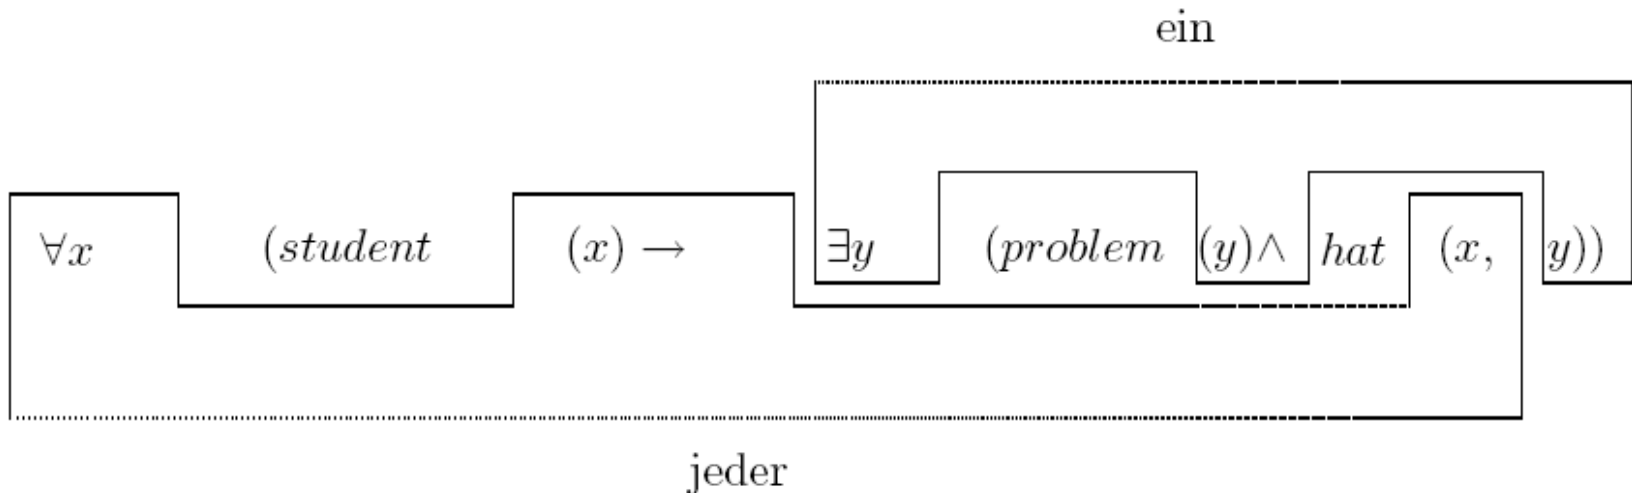 ein
∀x (student (x) → ∃y (problem (y)∧ hat (x, y))
jeder